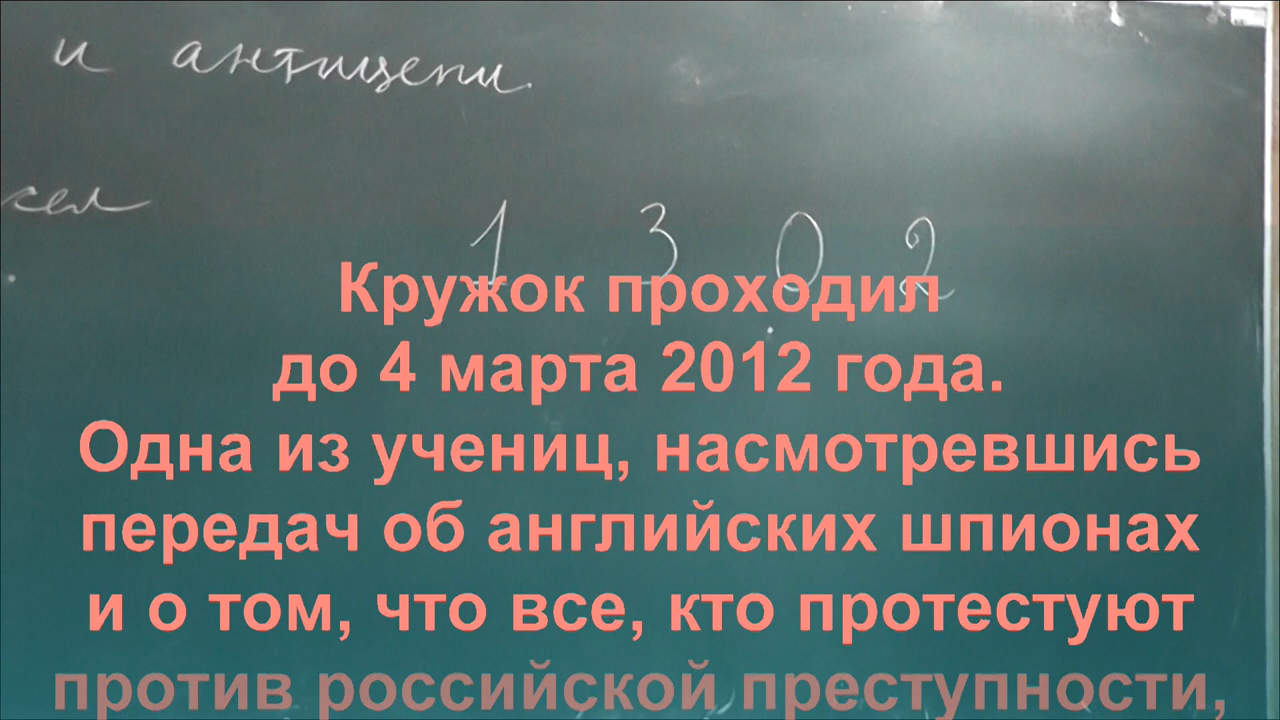 и антицепи.
сел
1 3 0 2
Кружок проходил
до 4 марта 2012 года.
Одна из учениц, насмотревшись
передач об английских шпионах
и о том, что все, кто протестуют
против российской преступности,